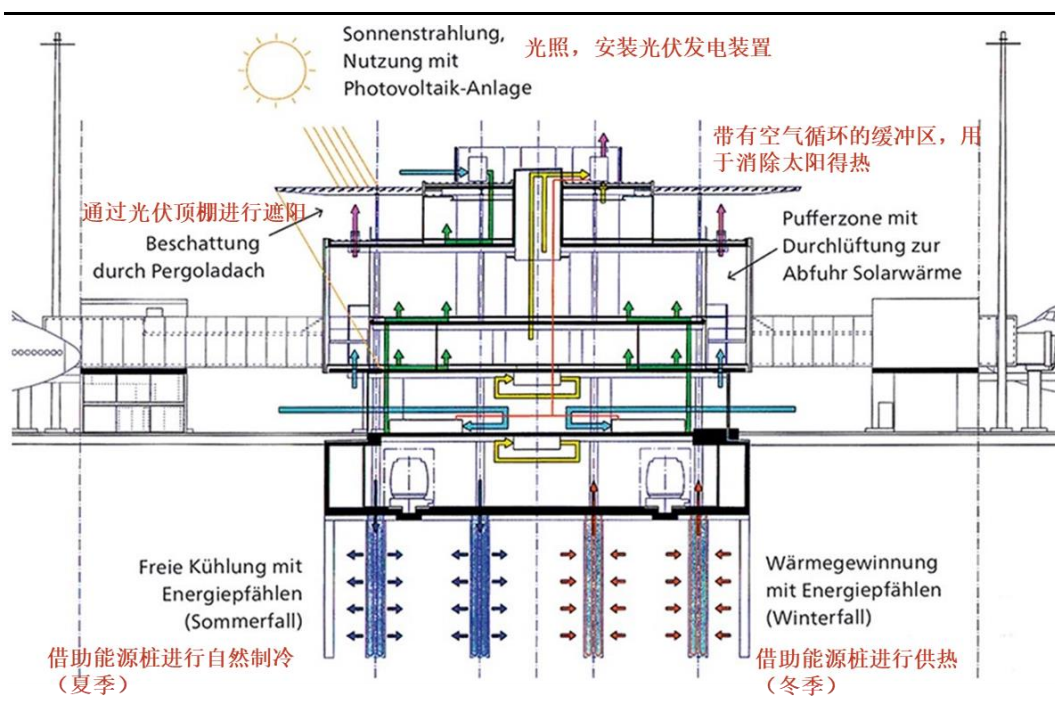 Sonnenstrahlung,
Nutzung mit
Photovoltaik-Anlage
光照，安装光伏发电装置
带有空气循环的缓冲区，用
于消除太阳得热
通过光伏顶棚进行遮阳
Beschattung
durch Pergoladach
Pufferzone mit
Durchlüftung zur
Abfuhr Solarwärme
Freie Kühlung mit
Energiepfählen
(Sommerfall)
借助能源桩进行自然制冷
（夏季）
Wärmegewinnung
mit Energiepfählen
(Winterfall)
借助能源桩进行供热
（冬季）